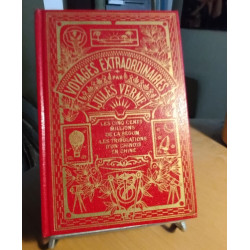 VOYAGES EXTRAORDINAIRES
PAR
JULES VERNE
LES CINQ CENTS
MILLIONS
DE LA BEGUM
LES TRIBULATIONS
D'UN CHINOIS
EN CHINE